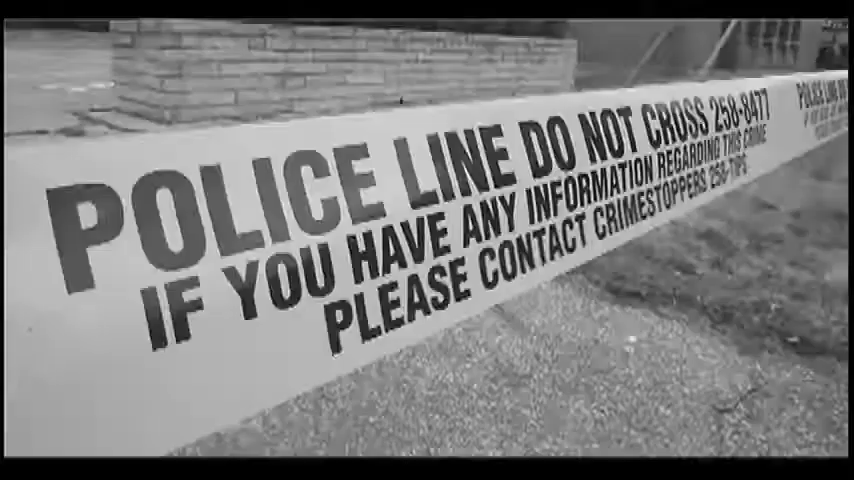 POLICE LINE DO NOT CROSS 258-8477
IF YOU HAVE ANY INFORMATION REGARDING THIS CRIME
PLEASE CONTACT CRIMESTOPPERS 258-TIPS
POLICE LINE DO